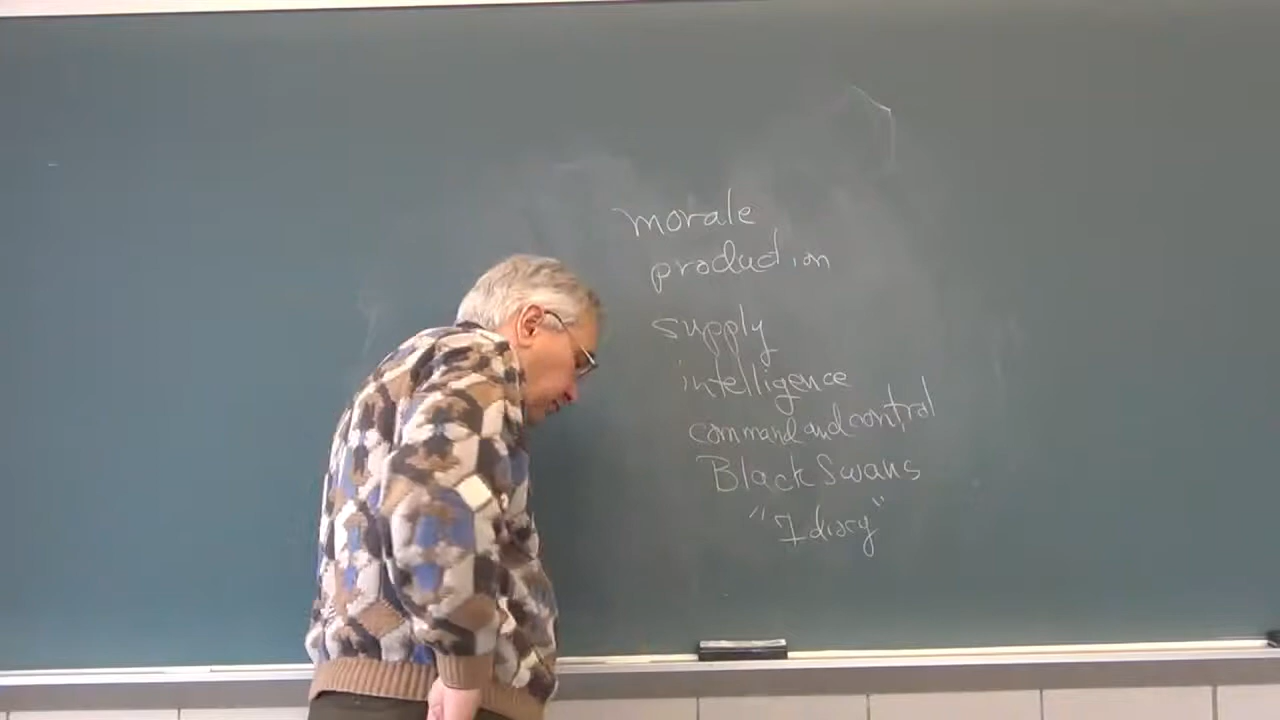 morale
production
supply
intelligence
command and control
Black Swans
"Idiocy"